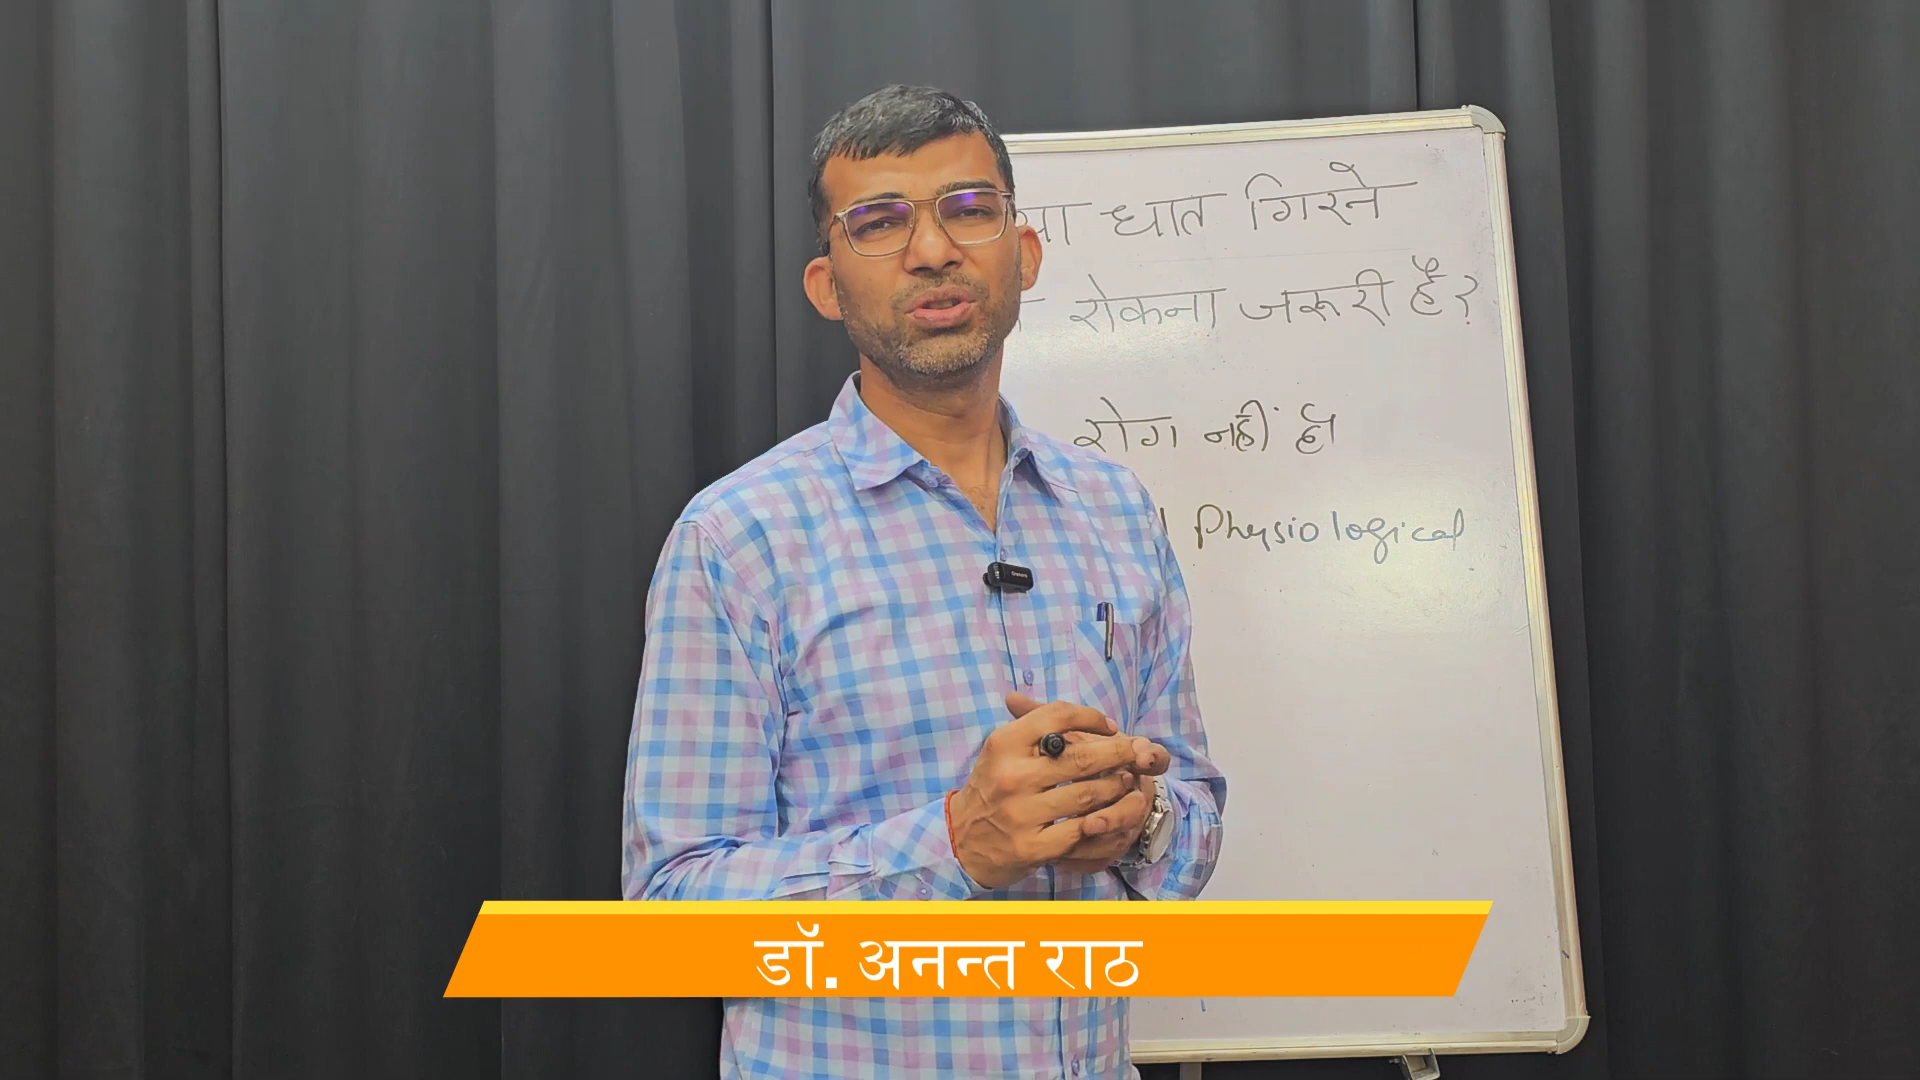 धात गिरने
रोकना जरूरी है?
रोग नहीं है
Physiological
डॉ. अनन्त राठ